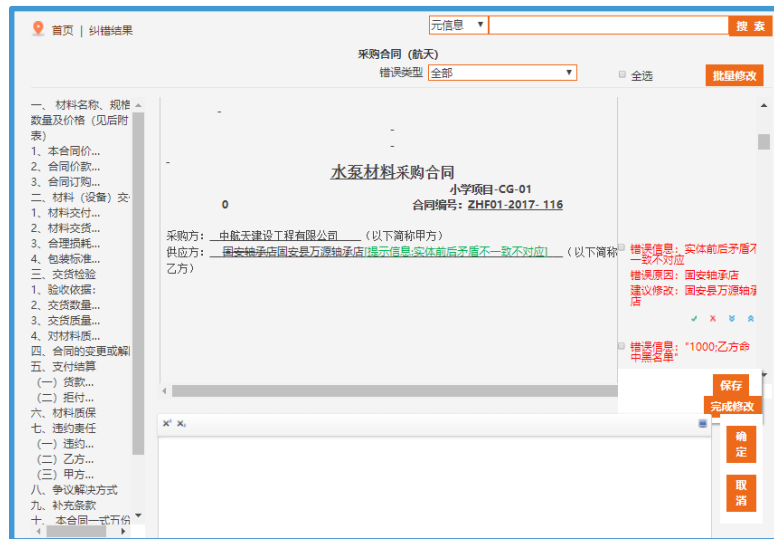 首页 | 纠错结果
元信息
搜 索
采购合同（航天）
错误类型 全部
全选
批量修改
一、 材料名称、规格
数量及价格（见后附
表）
1、本合同价...
2、合同价款...
3、合同订购...
二、材料（设备）交
1、材料交付...
2、材料交货...
3、合理损耗...
4、包装标准...
三、交货检验
1、验收依据:
2、交货数量...
3、交货质量...
4、对材料质...
四、合同的变更或解
五、支付结算
（一）货款...
（二）拒付...
六、材料质保
七、违约责任
（一）违约...
（二）乙方...
（三）甲方...
八、争议解决方式
九、补充条款
十、 本合同一式五份
-
-
-
-
水泵材料采购合同
小学项目-CG-01
0 合同编号：ZHF01-2017- 116
采购方： 中航天建设工程有限公司 （以下简称甲方）
供应方： 固安轴承店固安县万源轴承店[提示信息:实体前后矛盾不一致不对应] （以下简称
乙方）
错误信息：实体前后矛盾不
一致不对应
错误原因：固安轴承店
建议修改：固安县万源轴承
店
错误信息："1000;乙方命
中黑名单"
保存
完成修改
X² X₂
确
定
取
消